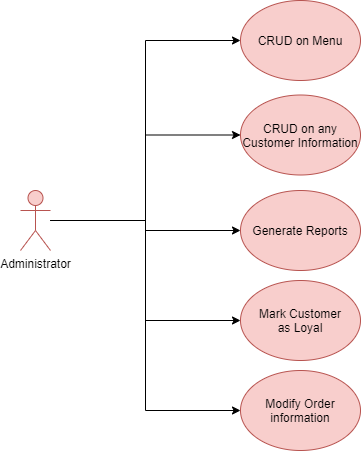 CRUD on Menu
CRUD on any
Customer Information
Administrator
Generate Reports
Mark Customer
as Loyal
Modify Order
information